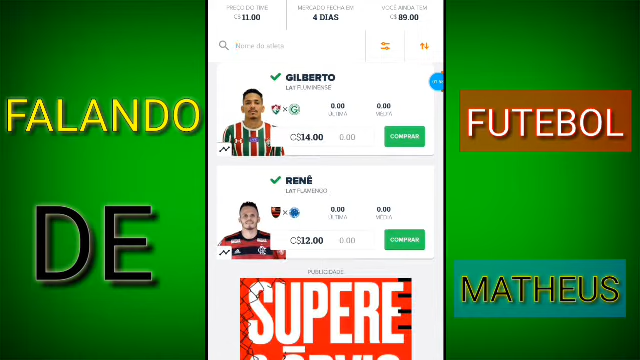 FALANDO
DE
FUTEBOL
MATHEUS
PREÇO DO TIME
C$ 11.00
MERCADO FECHA EM
4 DIAS
VOCÊ AINDA TEM
C$ 89.00
Nome do atleta
GILBERTO
LAT FLUMINENSE
0.00
ÚLTIMA
0.00
MÉDIA
C$14.00
0.00
COMPRAR
RENÊ
LAT FLAMENGO
0.00
ÚLTIMA
0.00
MÉDIA
C$12.00
0.00
COMPRAR
PUBLICIDADE
SUPERE